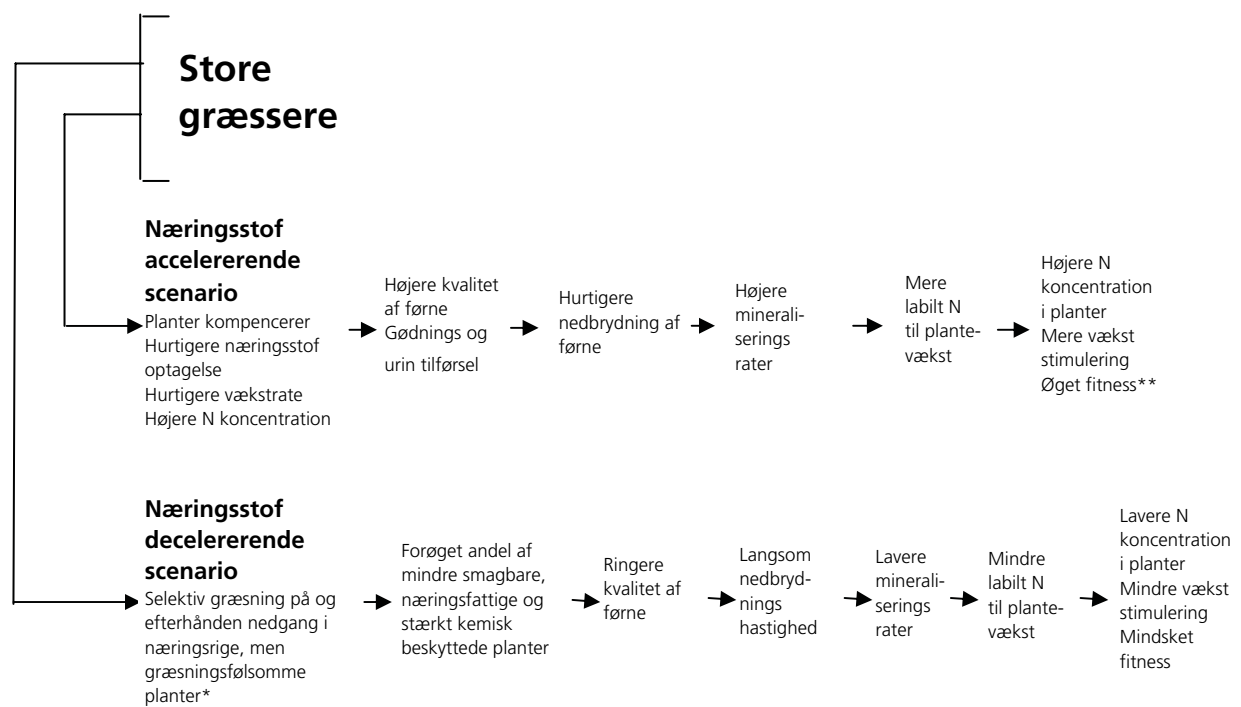 Store
græssere
Næringsstof
accelererende
scenario
Planter kompencerer
Hurtigere næringsstof
optagelse
Hurtigere vækstrate
Højere N koncentration
Højere kvalitet
af førne
Gødnings og
urin tilførsel
Hurtigere
nedbrydning af
førne
Højere
minerali-
serings
rater
Mere
labilt N
til plante-
vækst
Højere N
koncentration
i planter
Mere vækst
stimulering
Øget fitness**
Næringsstof
decelererende
scenario
Selektiv græsning på og
efterhånden nedgang i
næringsrige, men
græsningsfølsomme
planter*
Forøget andel af
mindre smagbare,
næringsfattige og
stærkt kemisk
beskyttede planter
Ringere
kvalitet af
førne
Langsom
nedbryd-
nings
hastighed
Lavere
minerali-
serings
rater
Mindre
labilt N
til plante-
vækst
Lavere N
koncentration
i planter
Mindre vækst
stimulering
Mindsket
fitness